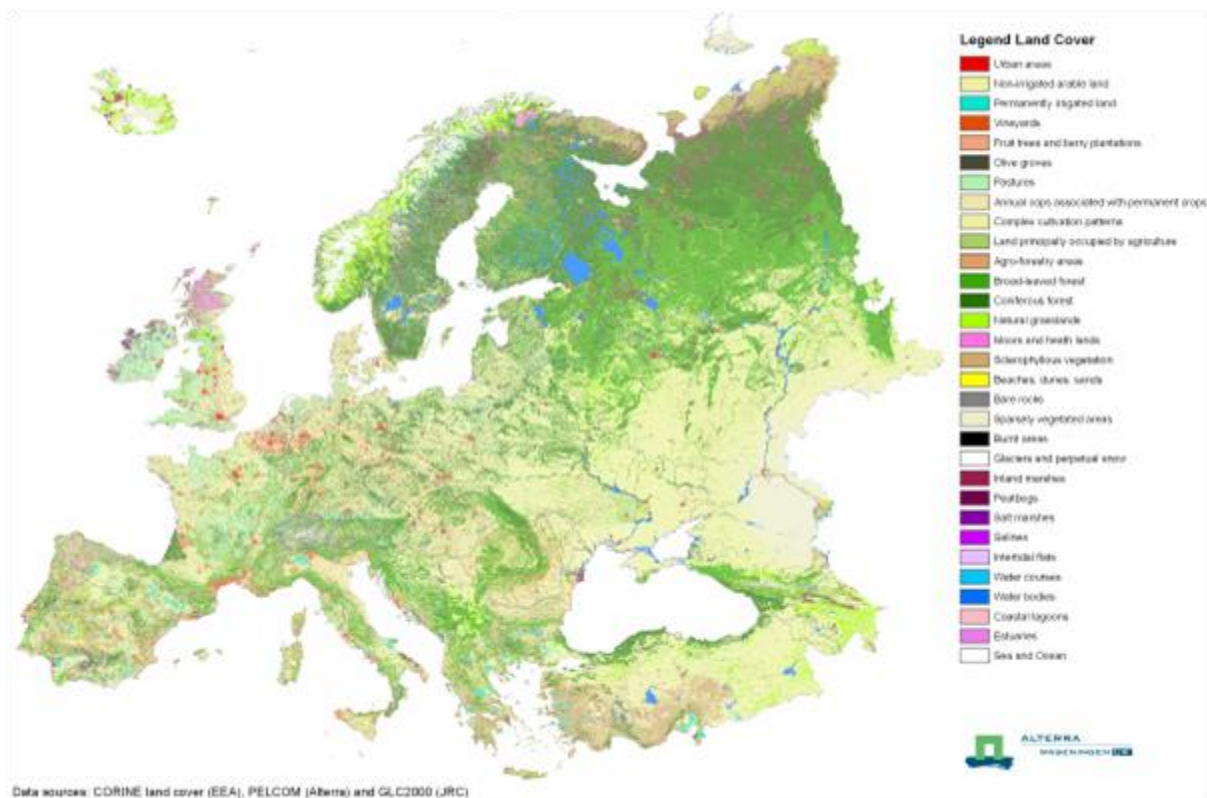 Legend Land Cover
Urban areas
Non-irrigated arable land
Permanently irrigated land
Vineyards
Fruit trees and berry plantations
Olive groves
Pastures
Annual crops associated with permanent crops
Complex cultivation patterns
Land principally occupied by agriculture
Agro-forestry areas
Broad-leaved forest
Coniferous forest
Natural grasslands
Moors and heath lands
Sclerophyllous vegetation
Beaches, dunes, sands
Bare rocks
Sparsely vegetated areas
Burnt areas
Glaciers and perpetual snow
Inland marshes
Peatbogs
Salt marshes
Salines
Intertidal flats
Water courses
Water bodies
Coastal lagoons
Estuaries
Sea and Ocean
ALTERRA
WAGENINGEN UR
Data sources: CORINE land cover (EEA), PELCOM (Alterra) and GLC2000 (JRC)